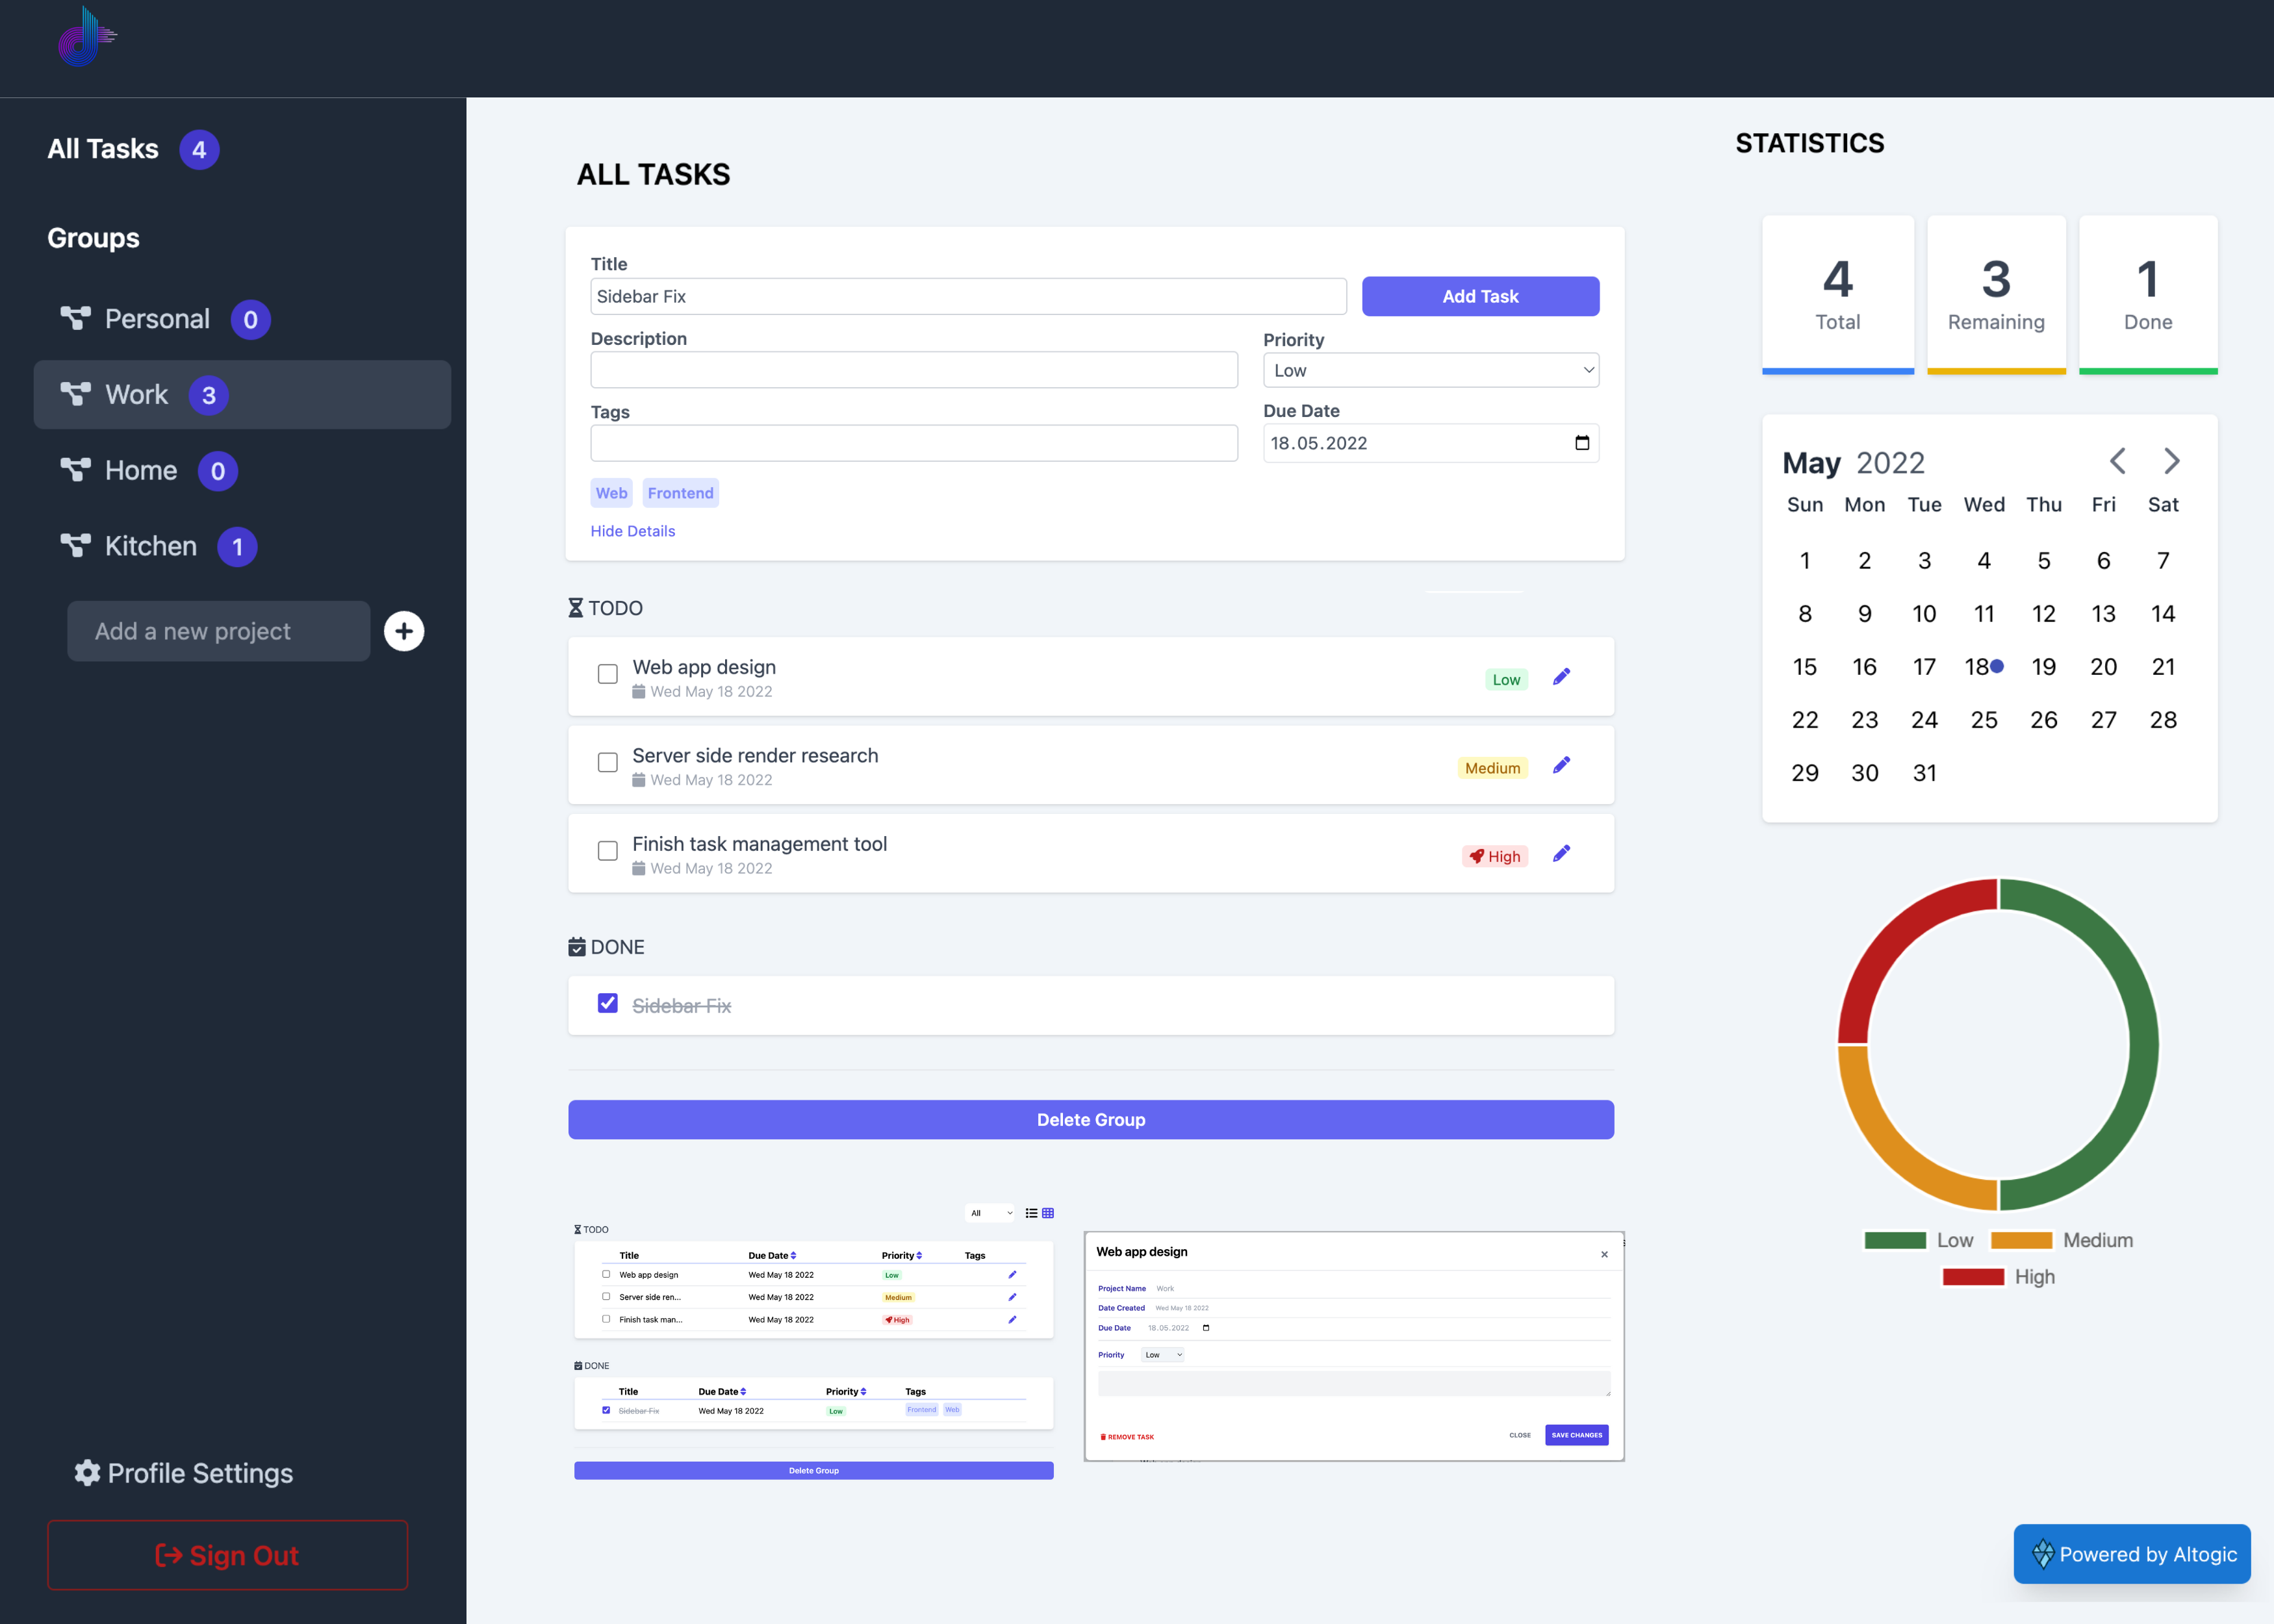 All Tasks 4
Groups
Personal 0
Work 3
Home 0
Kitchen 1
Add a new project
Profile Settings
Sign Out
ALL TASKS
Title
Sidebar Fix
Add Task
Description
Priority
Low
Tags
Due Date
18.05.2022
Web Frontend
Hide Details
TODO
Web app design
Wed May 18 2022
Low
Server side render research
Wed May 18 2022
Medium
Finish task management tool
Wed May 18 2022
High
DONE
Sidebar Fix
Delete Group
All
TODO
Title Due Date Priority Tags
Web app design Wed May 18 2022 Low
Server side ren... Wed May 18 2022 Medium
Finish task man... Wed May 18 2022 High
DONE
Title Due Date Priority Tags
Sidebar Fix Wed May 18 2022 Low Frontend Web
Delete Group
Web app design
Project Name Work
Date Created Wed May 18 2022
Due Date 18.05.2022
Priority Low
REMOVE TASK
CLOSE
SAVE CHANGES
STATISTICS
4
Total
3
Remaining
1
Done
May 2022
Sun Mon Tue Wed Thu Fri Sat
1 2 3 4 5 6 7
8 9 10 11 12 13 14
15 16 17 18 19 20 21
22 23 24 25 26 27 28
29 30 31
Low Medium
High
Powered by Altogic